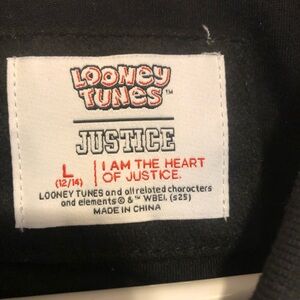 LOONEY
TUNES™
JUSTICE
L
(12/14)
I AM THE HEART
OF JUSTICE.
LOONEY TUNES and all related characters
and elements © & ™ WBEI. (s25)
MADE IN CHINA